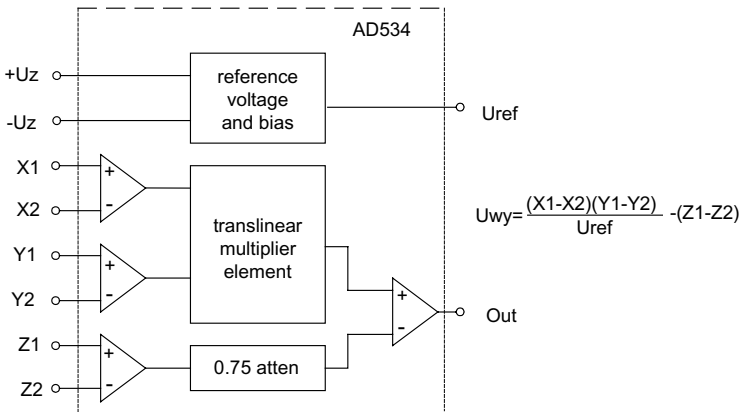 AD534
+Uz
-Uz
reference
voltage
and bias
Uref
X1
X2
+
-
Y1
Y2
+
-
translinear
multiplier
element
Uwy=(X1-X2)(Y1-Y2)
Uref
-(Z1-Z2)
+
-
Out
Z1
Z2
+
-
0.75 atten